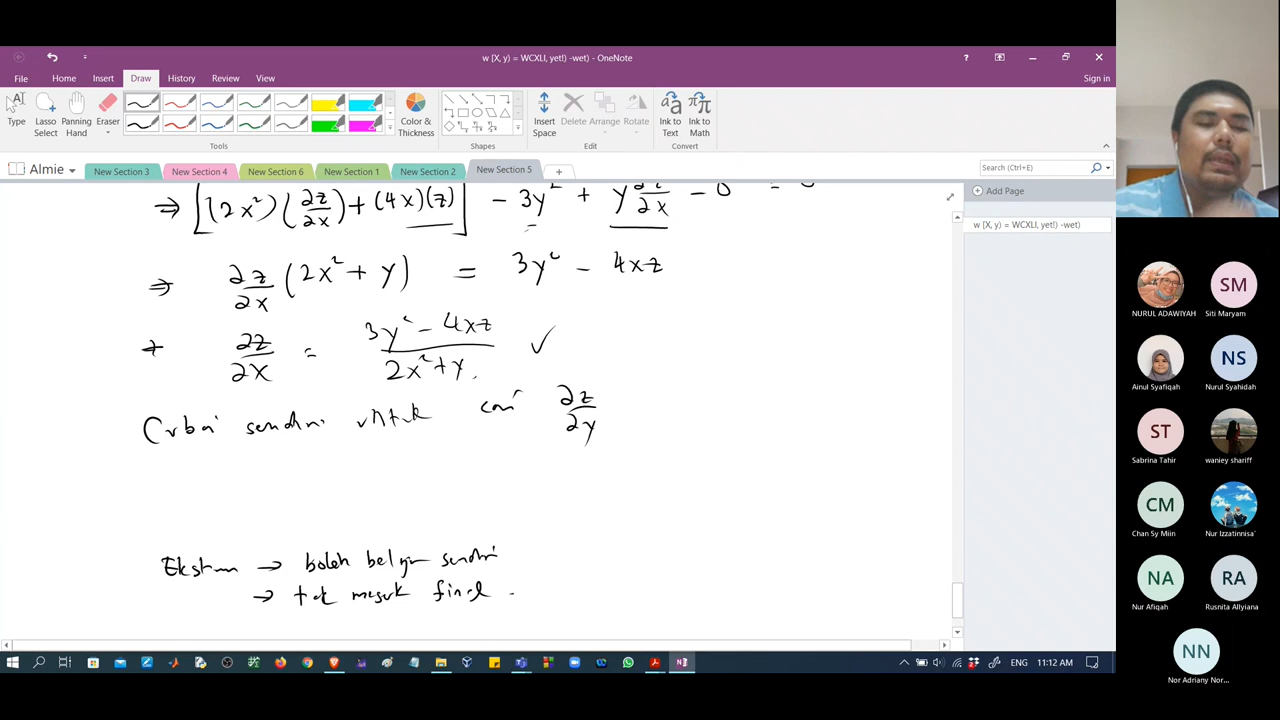 w [X, y) = WCXLI, yet!) -wet) - OneNote
File Home Insert Draw History Review View
Sign in
Type Lasso Select Panning Hand Eraser Color & Thickness Insert Space Delete Arrange Rotate Ink to Text Ink to Math
Tools Shapes Edit Convert
Almie New Section 3 New Section 4 New Section 6 New Section 1 New Section 2 New Section 5
Search (Ctrl+E)
Add Page
w [X, y) = WCXLI, yet!) -wet)
⇒ [(2x²)(∂z/∂x) + (4x)(z)] − 3y² + y ∂z/∂x − 0 = 0
⇒ ∂z/∂x (2x² + y) = 3y² − 4xz
→ ∂z/∂x = (3y² − 4xz)/(2x² + y) ✓
Cubai sendiri untuk cari ∂z/∂y
→ boleh belajar sendiri
→ tak masuk final
NURUL ADAWIYAH
SM
Siti Maryam
Ainul Syafiqah
NS
Nurul Syahidah
ST
Sabrina Tahir
waniey shariff
CM
Chan Sy Miin
Nur Izzatinnisa`
NA
Nur Afiqah
RA
Rusnita Allyiana
NN
Nor Adriany Nor...
ENG 11:12 AM